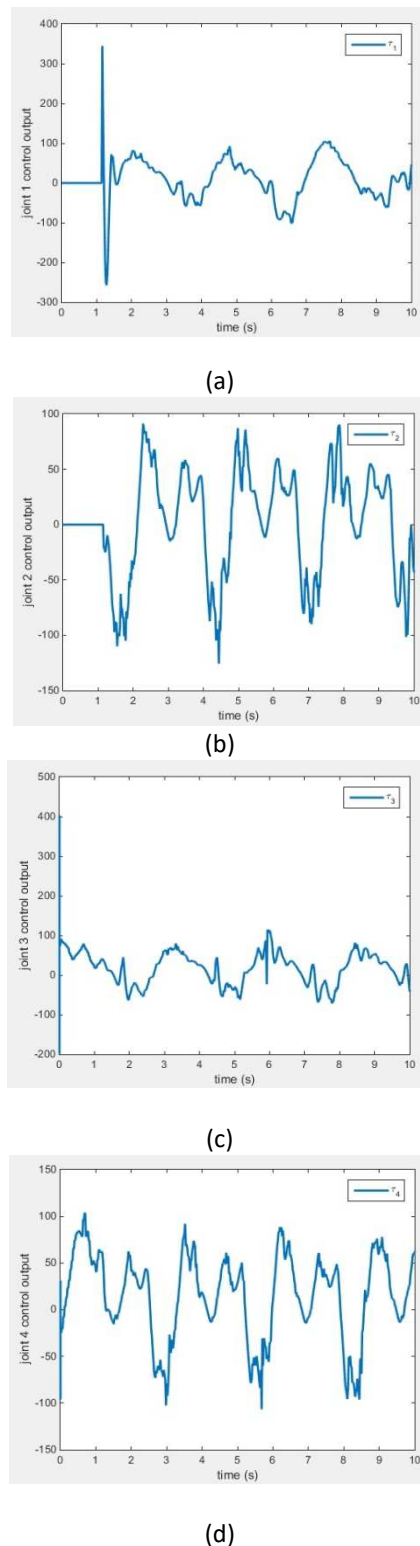 400
τ1
300
200
100
0
-100
-200
-300
joint 1 control output
0 1 2 3 4 5 6 7 8 9 10
time (s)
(a)
100
τ2
50
0
-50
-100
-150
joint 2 control output
0 1 2 3 4 5 6 7 8 9 10
time (s)
(b)
500
τ3
400
300
200
100
0
-100
-200
joint 3 control output
0 1 2 3 4 5 6 7 8 9 10
time (s)
(c)
150
τ4
100
50
0
-50
-100
-150
joint 4 control output
0 1 2 3 4 5 6 7 8 9 10
time (s)
(d)